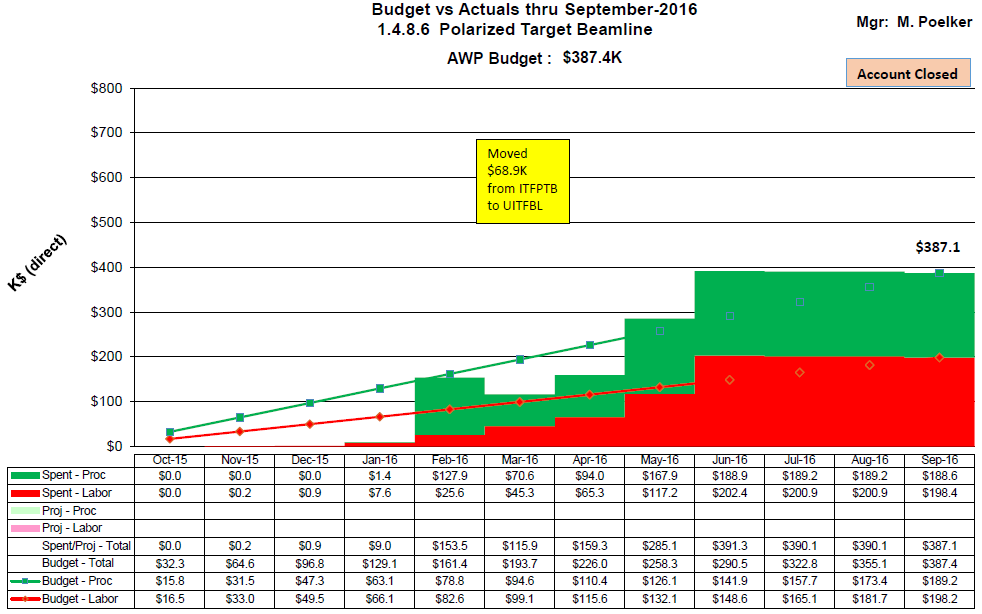 Budget vs Actuals thru September-2016
1.4.8.6 Polarized Target Beamline
Mgr: M. Poelker
AWP Budget : $387.4K
Account Closed
$800
$700
$600
$500
$400
$300
$200
$100
$0
K$ (direct)
Moved
$68.9K
from ITFPTB
to UITFBL
$387.1
Oct-15 Nov-15 Dec-15 Jan-16 Feb-16 Mar-16 Apr-16 May-16 Jun-16 Jul-16 Aug-16 Sep-16
Spent - Proc $0.0 $0.0 $0.0 $1.4 $127.9 $70.6 $94.0 $167.9 $188.9 $189.2 $189.2 $188.6
Spent - Labor $0.0 $0.2 $0.9 $7.6 $25.6 $45.3 $65.3 $117.2 $202.4 $200.9 $200.9 $198.4
Proj - Proc
Proj - Labor
Spent/Proj - Total $0.0 $0.2 $0.9 $9.0 $153.5 $115.9 $159.3 $285.1 $391.3 $390.1 $390.1 $387.1
Budget - Total $32.3 $64.6 $96.8 $129.1 $161.4 $193.7 $226.0 $258.3 $290.5 $322.8 $355.1 $387.4
Budget - Proc $15.8 $31.5 $47.3 $63.1 $78.8 $94.6 $110.4 $126.1 $141.9 $157.7 $173.4 $189.2
Budget - Labor $16.5 $33.0 $49.5 $66.1 $82.6 $99.1 $115.6 $132.1 $148.6 $165.1 $181.7 $198.2